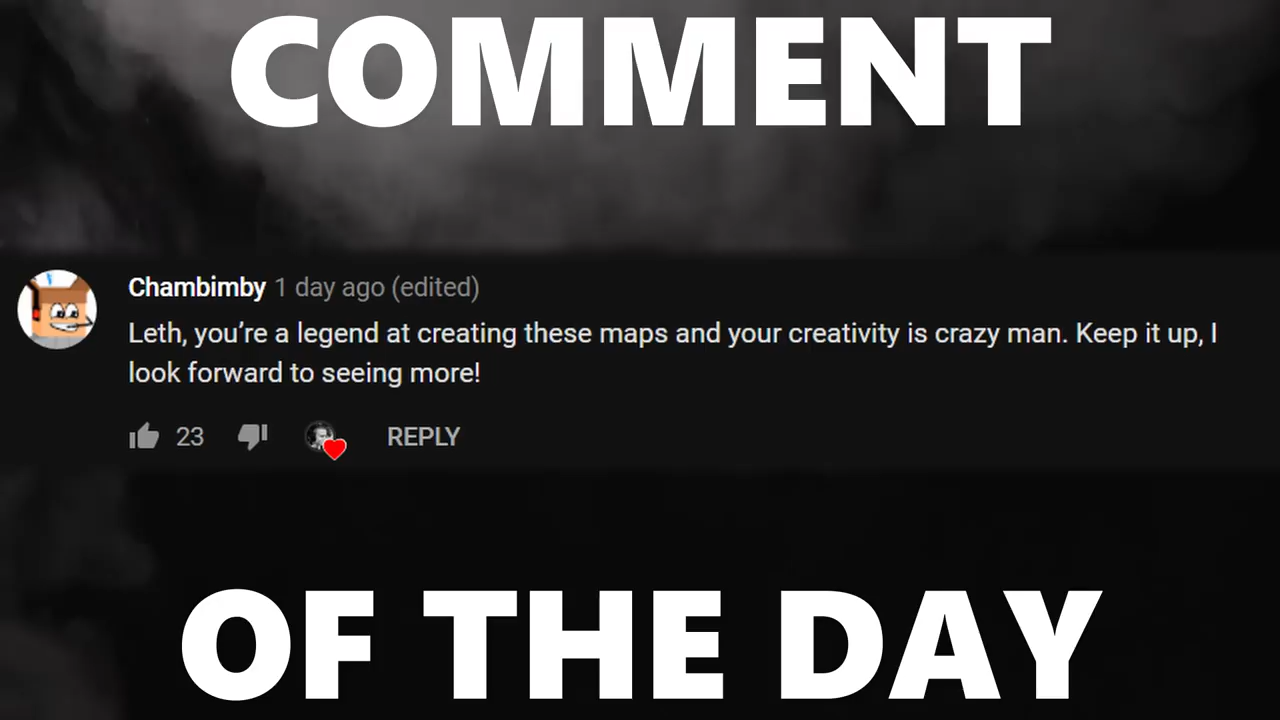 COMMENT
Chambimby 1 day ago (edited)
Leth, you’re a legend at creating these maps and your creativity is crazy man. Keep it up, I
look forward to seeing more!
23 REPLY
OF THE DAY